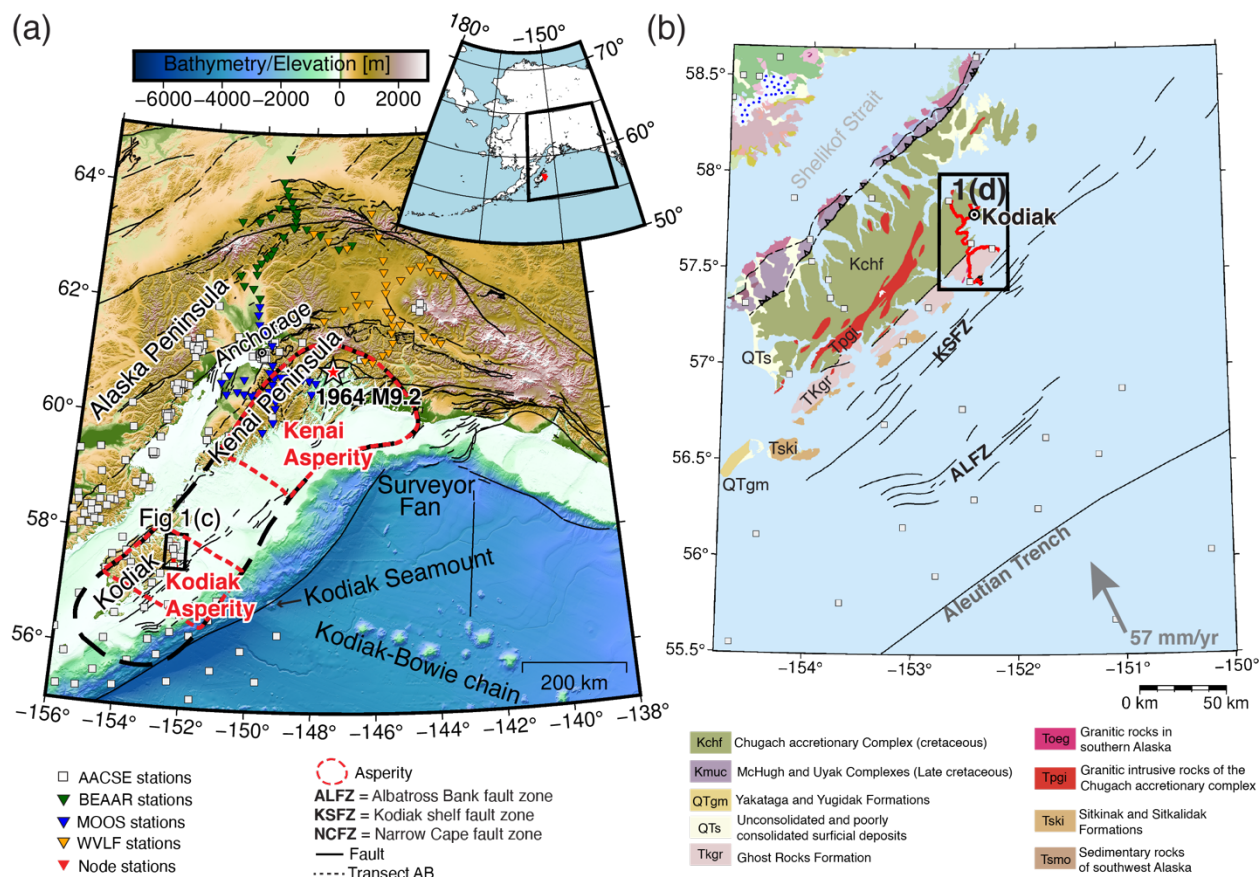 (a)
180°
−150°
70°
60°
50°
Bathymetry/Elevation [m]
−6000 −4000 −2000 0 2000
64°
62°
60°
58°
56°
Alaska Peninsula
Anchorage
Kenai Peninsula
1964 M9.2
Kenai
Asperity
Surveyor
Fan
Fig 1(c)
Kodiak
Kodiak
Asperity
Kodiak Seamount
Kodiak-Bowie chain
200 km
−156° −154° −152° −150° −148° −146° −144° −142° −140° −138°
AACSE stations
BEAAR stations
MOOS stations
WVLF stations
Node stations
Asperity
ALFZ = Albatross Bank fault zone
KSFZ = Kodiak shelf fault zone
NCFZ = Narrow Cape fault zone
Fault
Transect AB
(b)
58.5°
58°
57.5°
57°
56.5°
56°
55.5°
Shelikof Strait
1(d)
Kodiak
Kchf
KSFZ
QTs
Tpgi
TKgr
Tski
QTgm
ALFZ
Aleutian Trench
57 mm/yr
−154° −153° −152° −151° −150°
0 km 50 km
Kchf Chugach accretionary Complex (cretaceous)
Kmuc McHugh and Uyak Complexes (Late cretaceous)
QTgm Yakataga and Yugidak Formations
QTs Unconsolidated and poorly
consolidated surficial deposits
Tkgr Ghost Rocks Formation
Toeg Granitic rocks in
southern Alaska
Tpgi Granitic intrusive rocks of the
Chugach accretionary complex
Tski Sitkinak and Sitkalidak
Formations
Tsmo Sedimentary rocks
of southwest Alaska